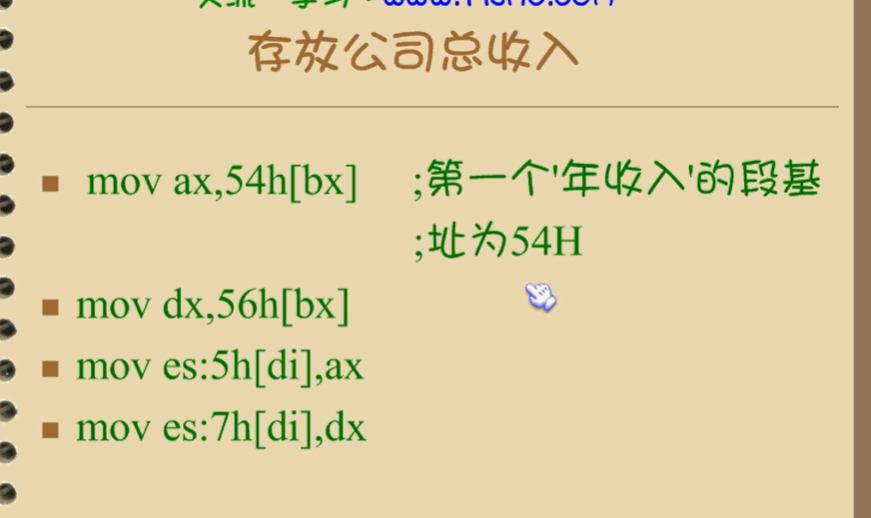 存放公司总收入
mov ax,54h[bx] ;第一个'年收入'的段基
;址为54H
mov dx,56h[bx]
mov es:5h[di],ax
mov es:7h[di],dx